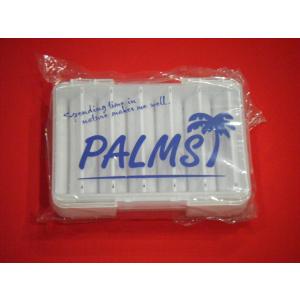 Spending time in
nature makes me well..
PALMS